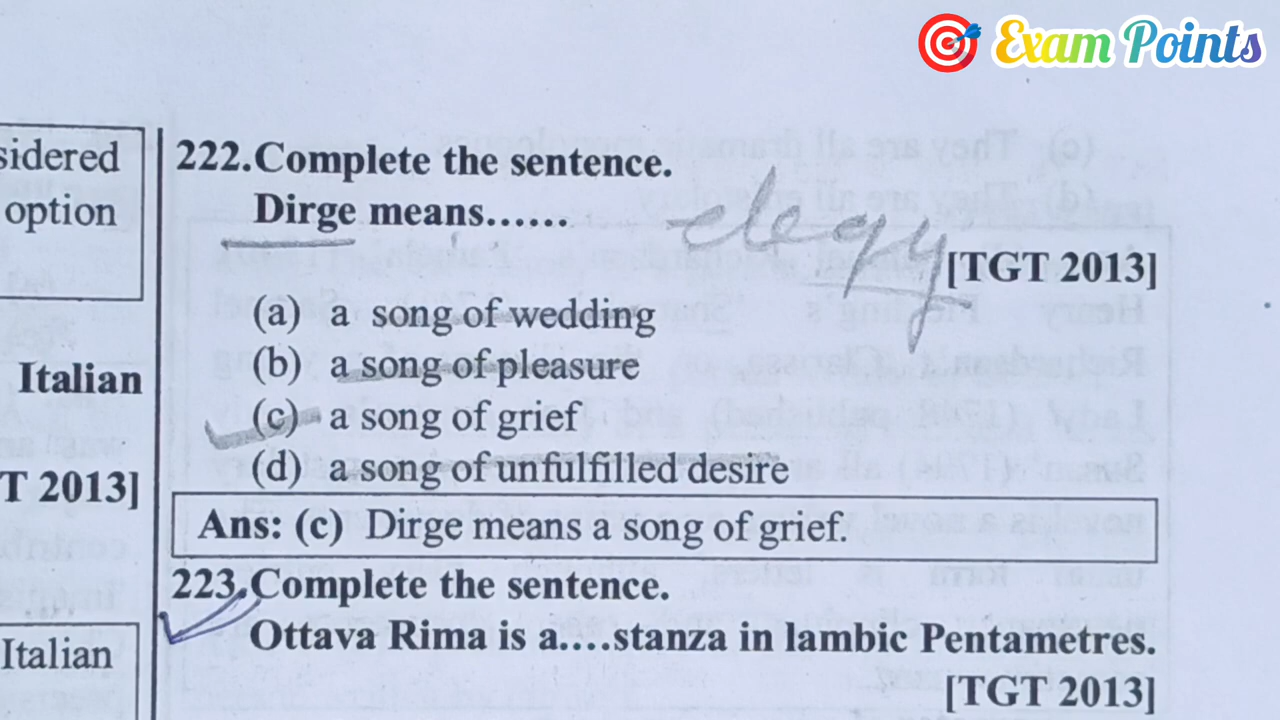 Exam Points
sidered
option
Italian
T 2013]
Italian
222.Complete the sentence.
Dirge means......
elegy
[TGT 2013]
(a) a song of wedding
(b) a song of pleasure
(c) a song of grief
(d) a song of unfulfilled desire
Ans: (c) Dirge means a song of grief.
223.Complete the sentence.
Ottava Rima is a....stanza in lambic Pentametres.
[TGT 2013]